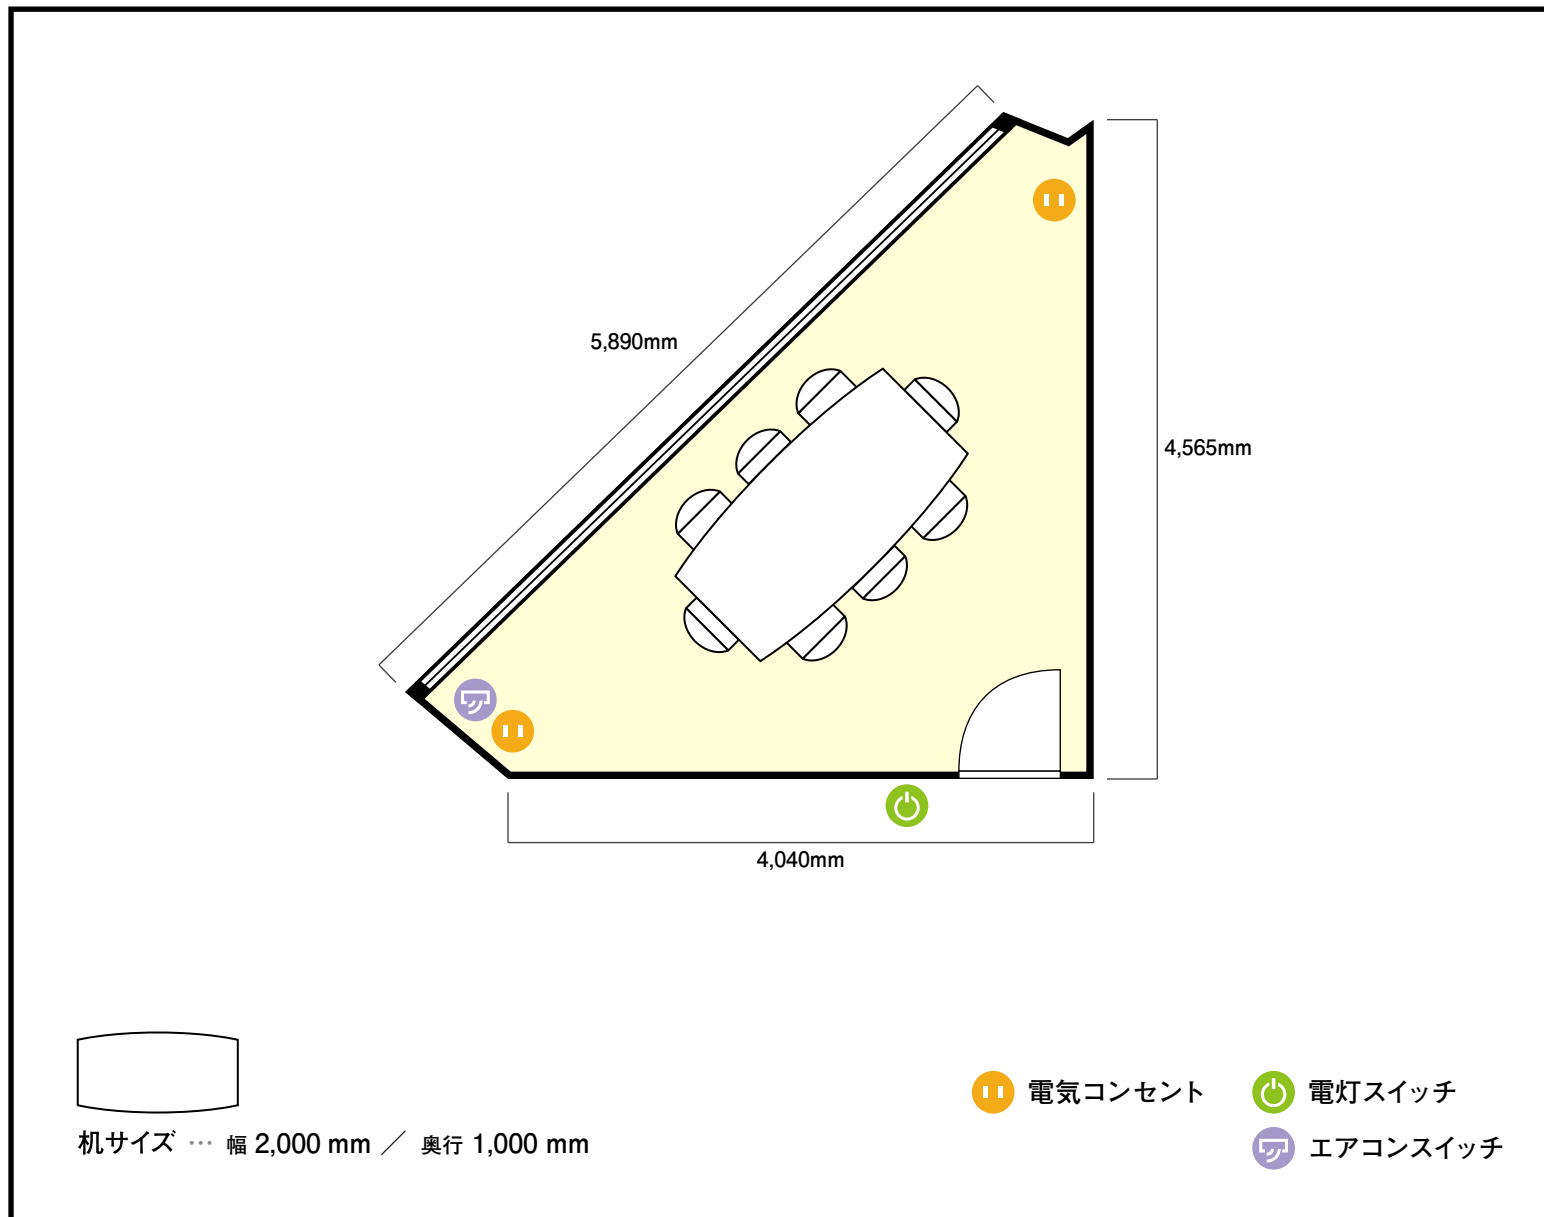 5,890mm
4,565mm
4,040mm
電気コンセント
電灯スイッチ
机サイズ … 幅 2,000 mm ／ 奥行 1,000 mm
エアコンスイッチ